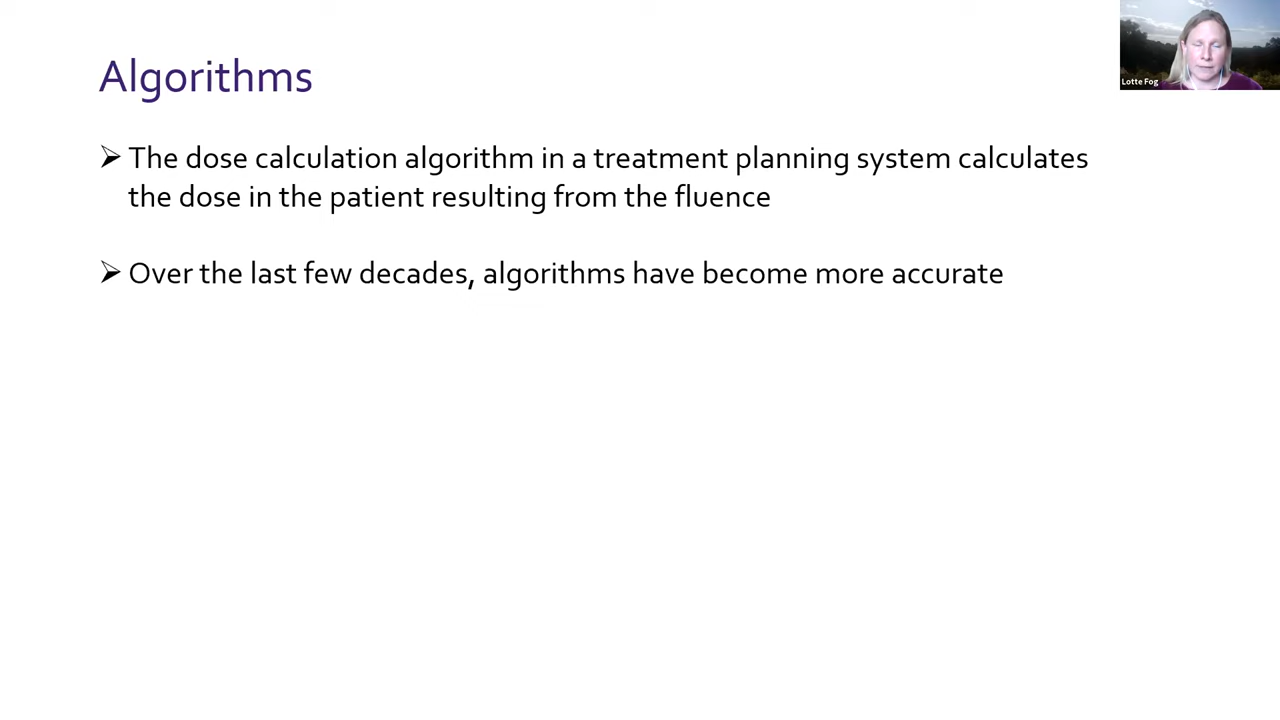 Algorithms
Lotte Fog
➢ The dose calculation algorithm in a treatment planning system calculates
the dose in the patient resulting from the fluence
➢ Over the last few decades, algorithms have become more accurate